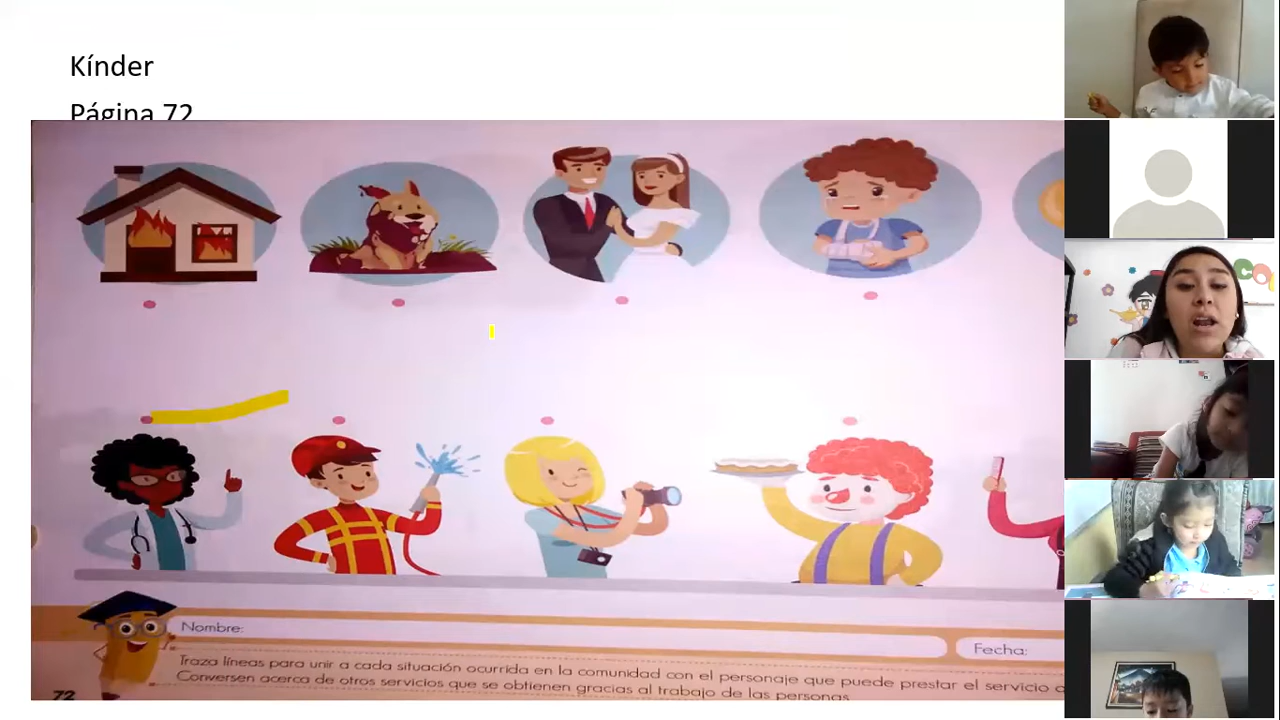 Kínder
Página 72
Nombre:
Fecha:
Traza líneas para unir a cada situación ocurrida en la comunidad con el personaje que puede prestar el servicio
Conversen acerca de otros servicios que se obtienen gracias al trabajo de las personas
72